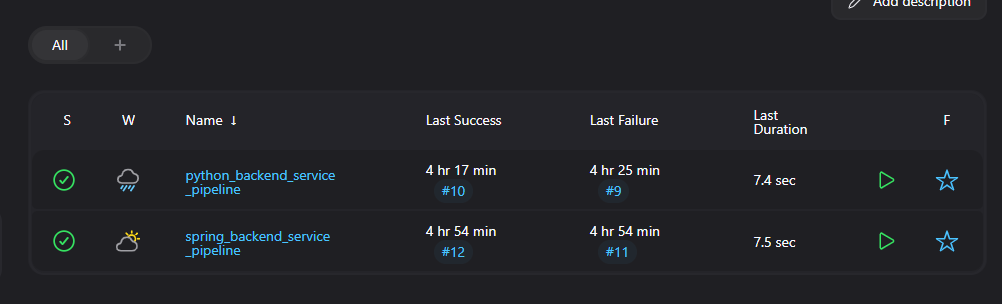 Add description
All +
S W Name ↓ Last Success Last Failure Last Duration F
python_backend_service_pipeline 4 hr 17 min #10 4 hr 25 min #9 7.4 sec
spring_backend_service_pipeline 4 hr 54 min #12 4 hr 54 min #11 7.5 sec